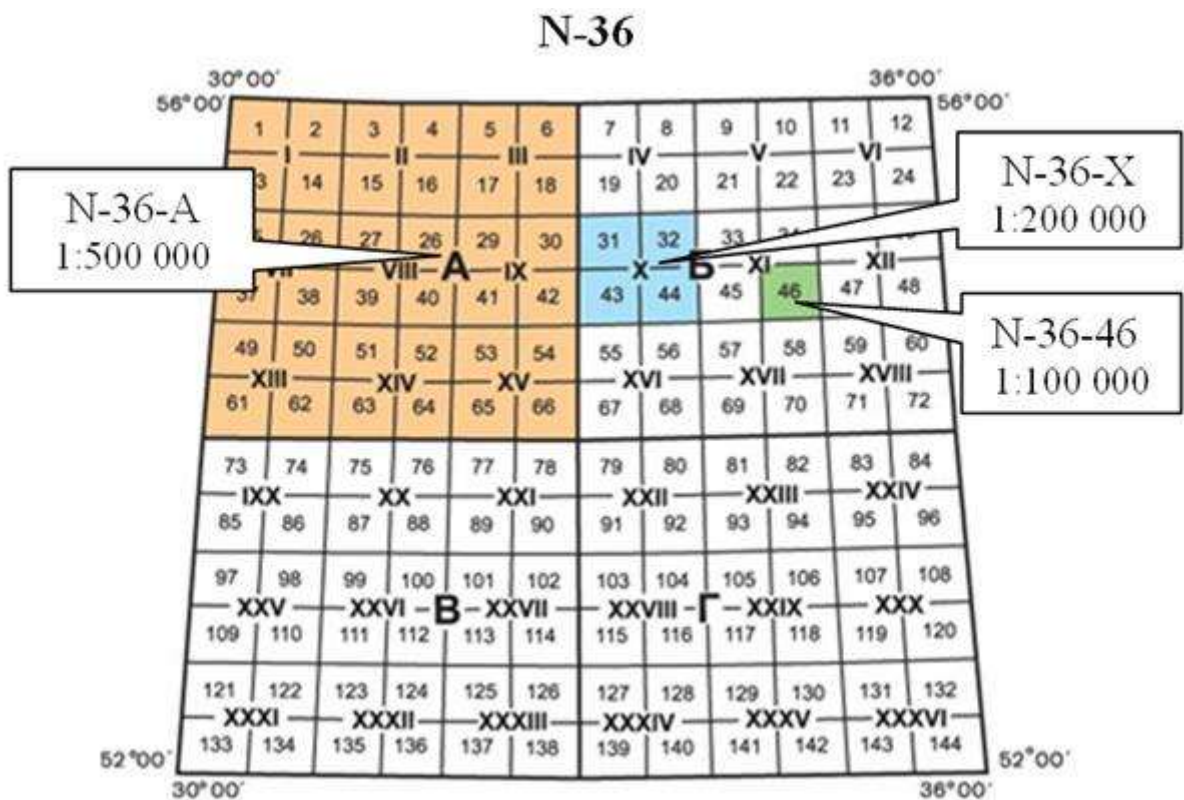 N-36
30°00′ 36°00′
56°00′ 56°00′
1 2 3 4 5 6 7 8 9 10 11 12
I II III IV V VI
14 15 16 17 18 19 20 21 22 23 24
N-36-A
1:500 000
N-36-X
1:200 000
26 27 26 29 30 31 32 33
VIII А IX X Б XI XII
37 38 39 40 41 42 43 44 45 46 47 48
N-36-46
1:100 000
49 50 51 52 53 54 55 56 57 58 59 60
XIII XIV XV XVI XVII XVIII
61 62 63 64 65 66 67 68 69 70 71 72
73 74 75 76 77 78 79 80 81 82 83 84
IXX XX XXI XXII XXIII XXIV
85 86 87 88 89 90 91 92 93 94 95 96
97 98 99 100 101 102 103 104 105 106 107 108
XXV XXVI В XXVII XXVIII Г XXIX XXX
109 110 111 112 113 114 115 116 117 118 119 120
121 122 123 124 125 126 127 128 129 130 131 132
XXXI XXXII XXXIII XXXIV XXXV XXXVI
133 134 135 136 137 138 139 140 141 142 143 144
52°00′ 52°00′
30°00′ 36°00′